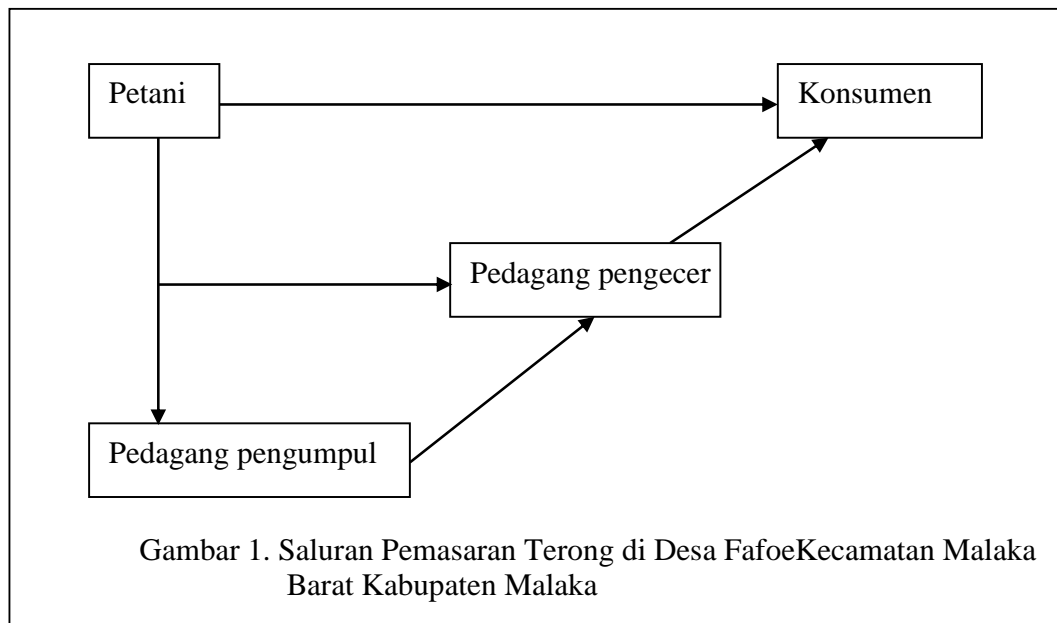 Petani
Konsumen
Pedagang pengecer
Pedagang pengumpul
Gambar 1. Saluran Pemasaran Terong di Desa FafoeKecamatan Malaka
Barat Kabupaten Malaka